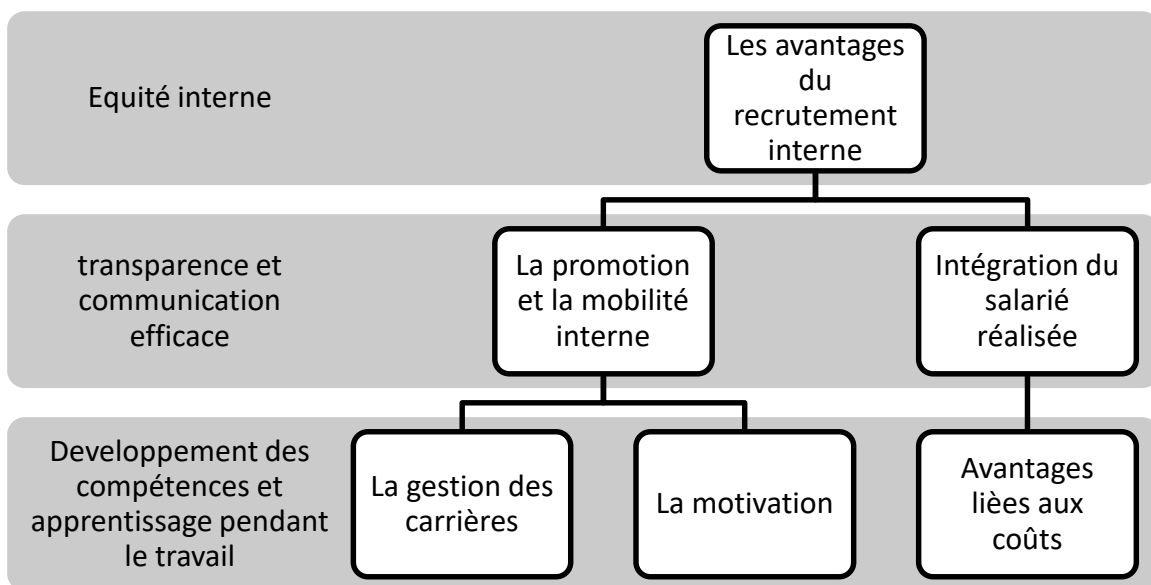 Equité interne
Les avantages
du
recrutement
interne
transparence et
communication
efficace
La promotion
et la mobilité
interne
Intégration du
salarié
réalisée
Developpement des
compétences et
apprentissage pendant
le travail
La gestion des
carrières
La motivation
Avantages
lièes aux
coûts